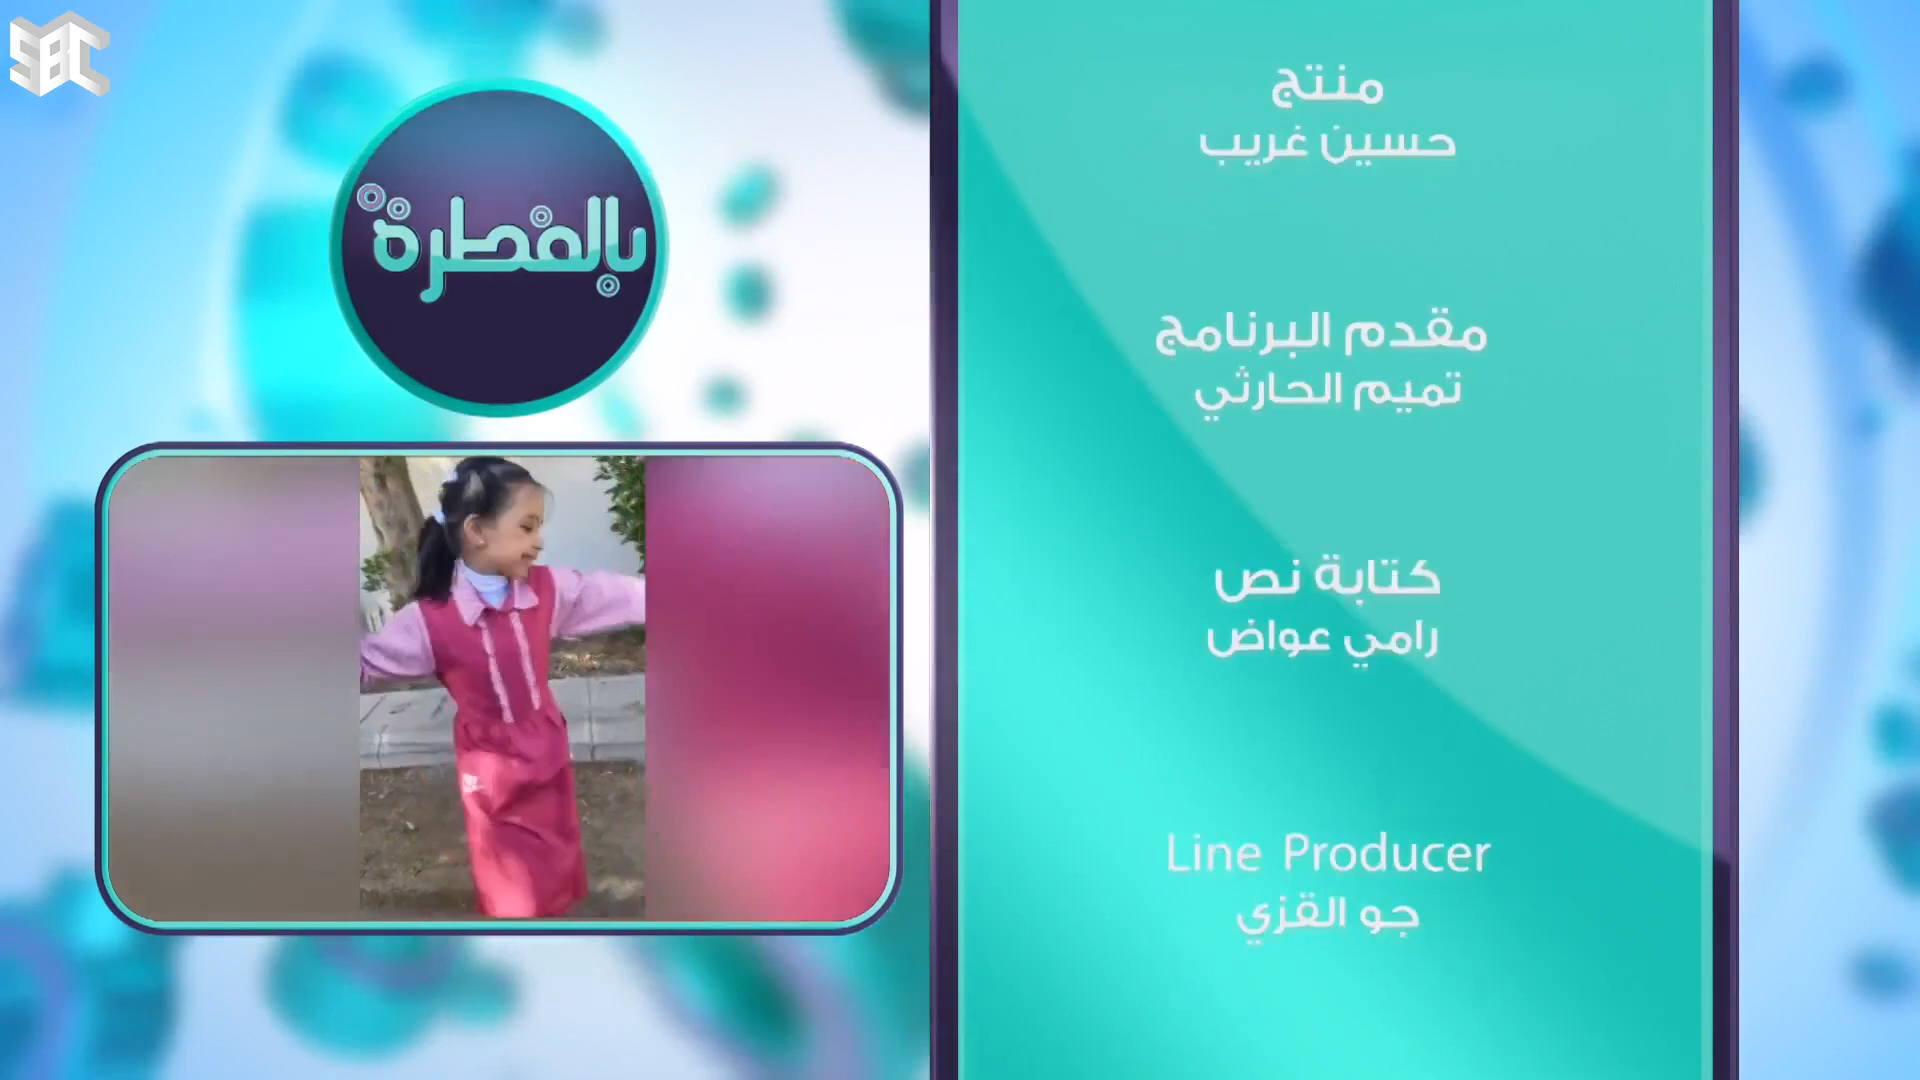 SBC
بالفطرة
منتج
حسين غريب
مقدم البرنامج
تميم الحارثي
كتابة نص
رامي عواض
Line Producer
جو القزي